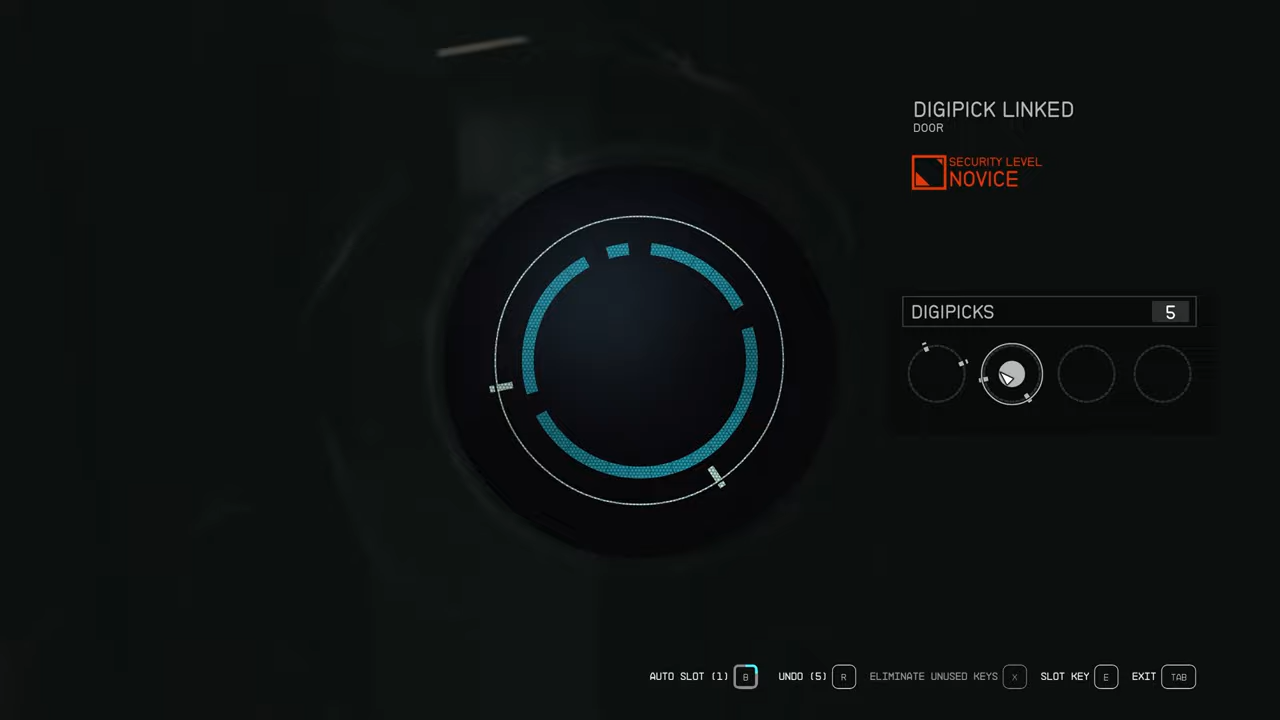 DIGIPICK LINKED
DOOR
SECURITY LEVEL
NOVICE
DIGIPICKS 5
AUTO SLOT (1) B UNDO (5) R ELIMINATE UNUSED KEYS X SLOT KEY E EXIT TAB